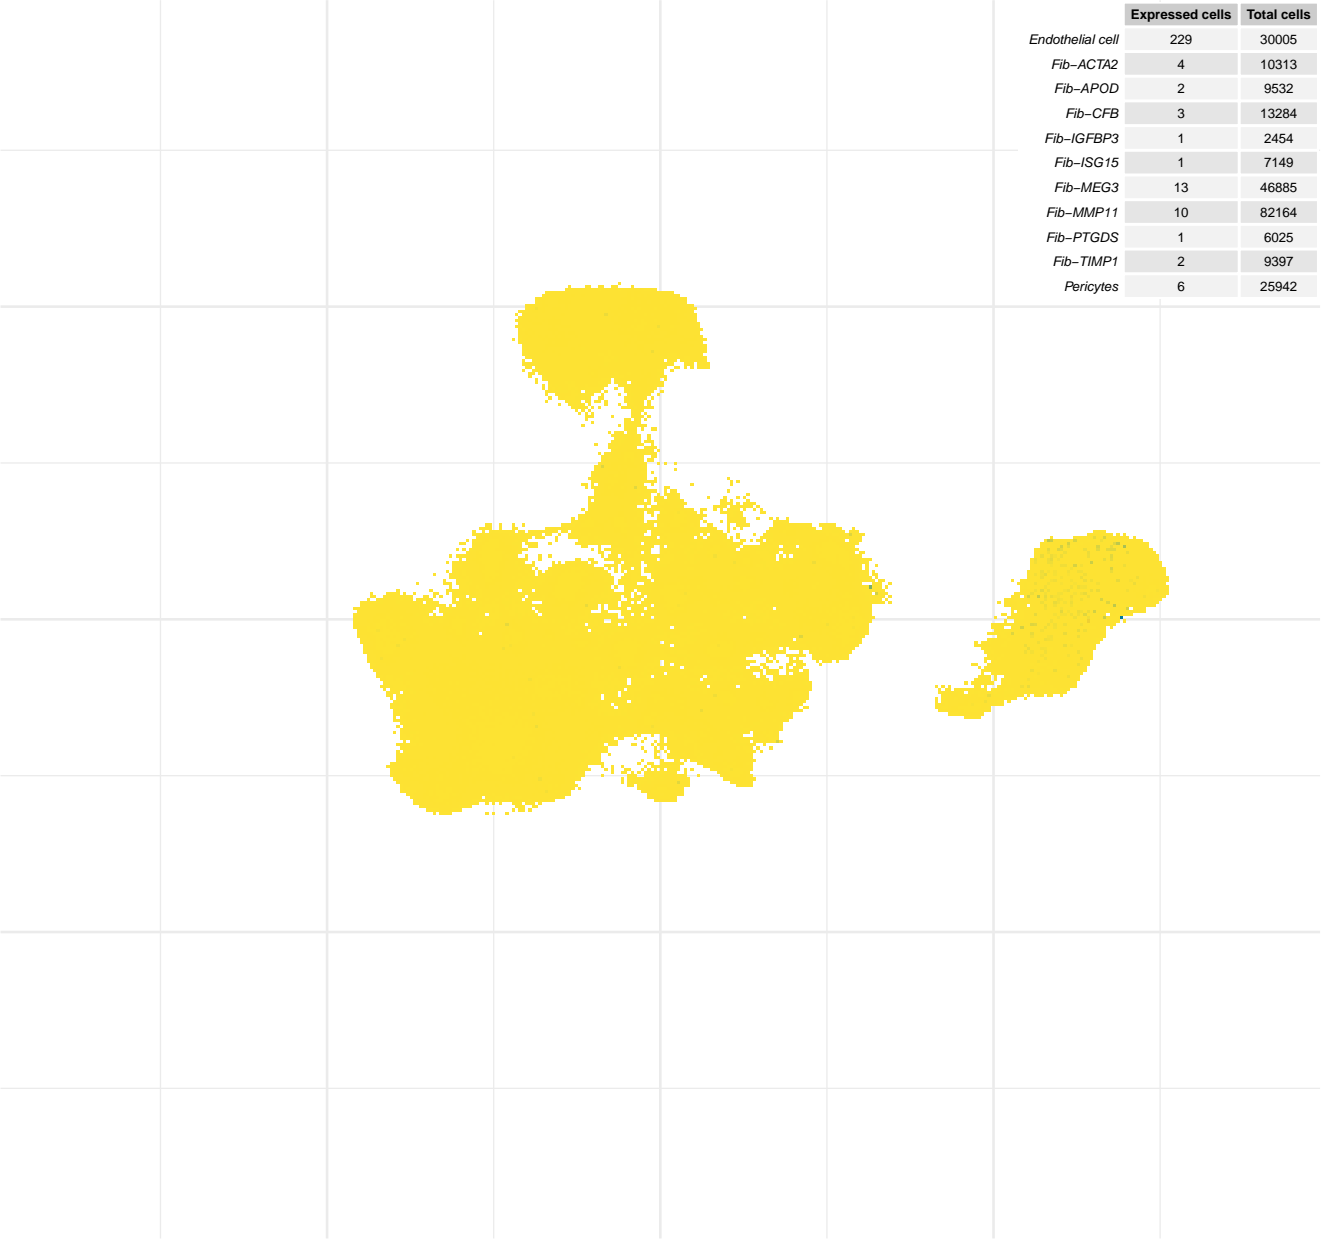 Expressed cells Total cells
Endothelial cell 229 30005
Fib−ACTA2 4 10313
Fib−APOD 2 9532
Fib−CFB 3 13284
Fib−IGFBP3 1 2454
Fib−ISG15 1 7149
Fib−MEG3 13 46885
Fib−MMP11 10 82164
Fib−PTGDS 1 6025
Fib−TIMP1 2 9397
Pericytes 6 25942